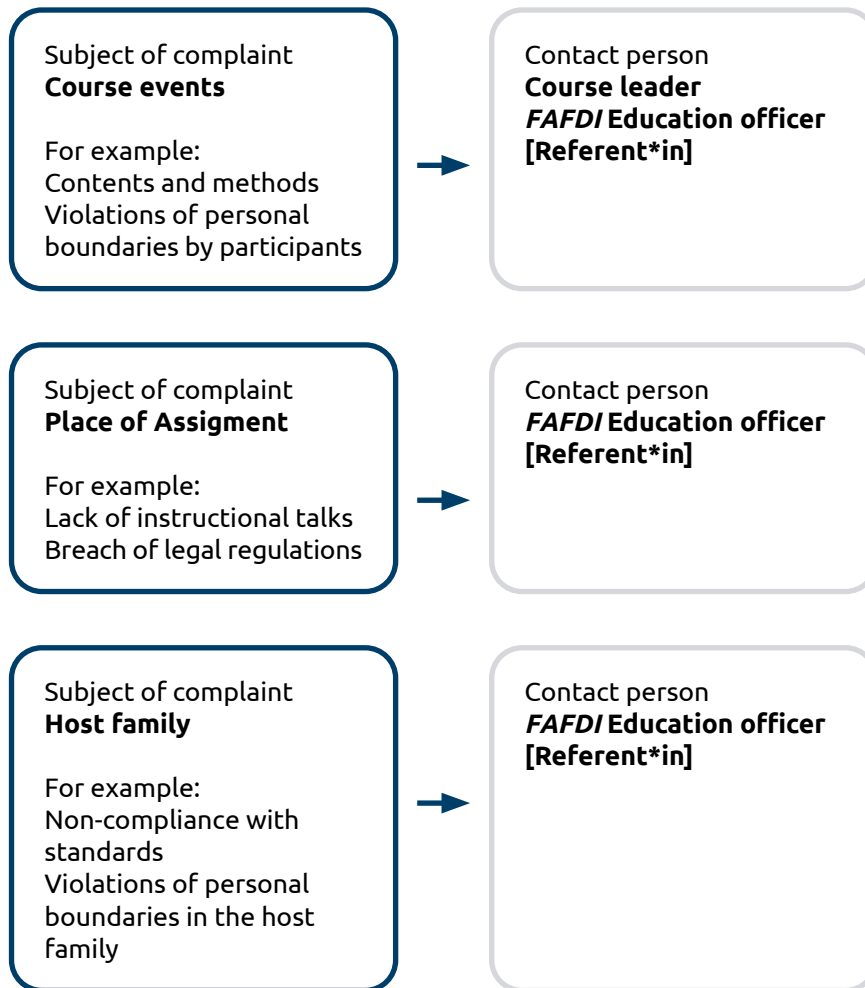 Subject of complaint
Course events
For example:
Contents and methods
Violations of personal
boundaries by participants
Contact person
Course leader
FAFDI Education officer
[Referent*in]
Subject of complaint
Place of Assigment
For example:
Lack of instructional talks
Breach of legal regulations
Contact person
FAFDI Education officer
[Referent*in]
Subject of complaint
Host family
For example:
Non-compliance with
standards
Violations of personal
boundaries in the host
family
Contact person
FAFDI Education officer
[Referent*in]